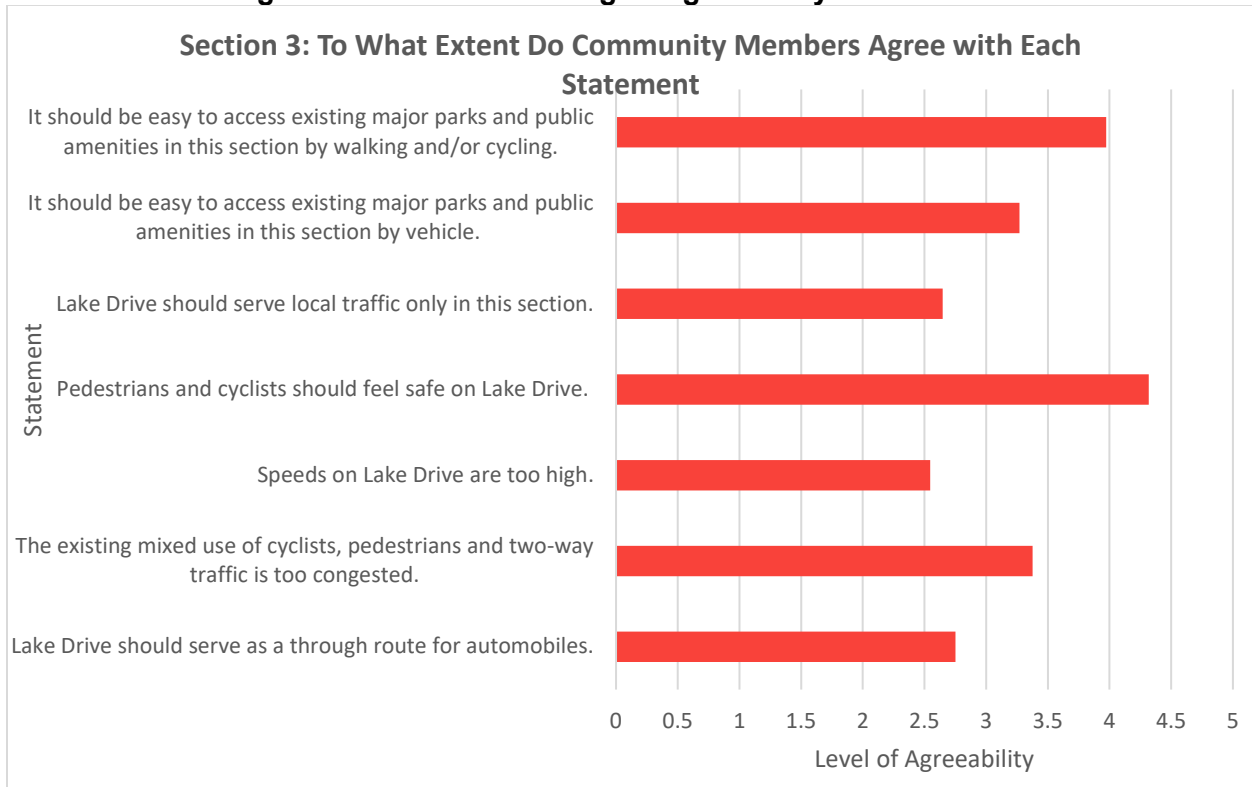 Section 3: To What Extent Do Community Members Agree with Each
Statement
It should be easy to access existing major parks and public
amenities in this section by walking and/or cycling.
It should be easy to access existing major parks and public
amenities in this section by vehicle.
Lake Drive should serve local traffic only in this section.
Statement
Pedestrians and cyclists should feel safe on Lake Drive.
Speeds on Lake Drive are too high.
The existing mixed use of cyclists, pedestrians and two-way
traffic is too congested.
Lake Drive should serve as a through route for automobiles.
0 0.5 1 1.5 2 2.5 3 3.5 4 4.5 5
Level of Agreeability